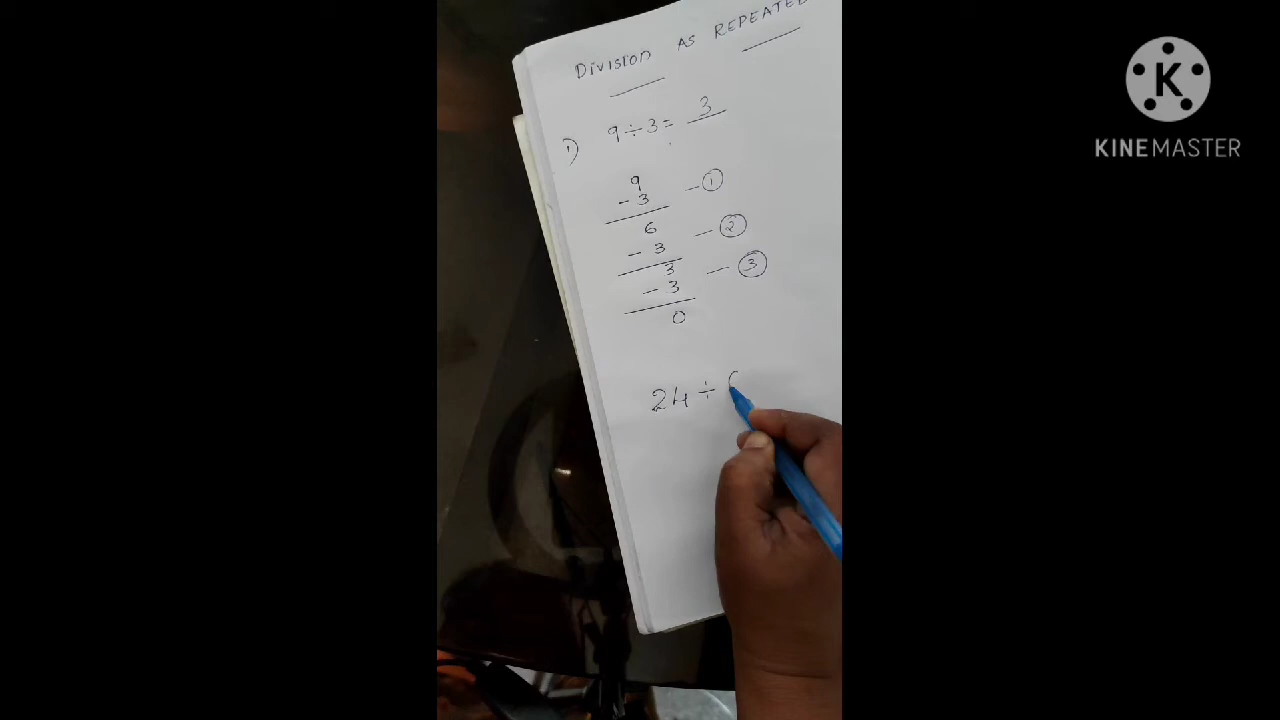 DIVISION AS REPEATED
1) 9 ÷ 3 = 3
9
- 3 - ①
6
- 3 - ②
3
- 3 - ③
0
24 ÷
K
KINEMASTER